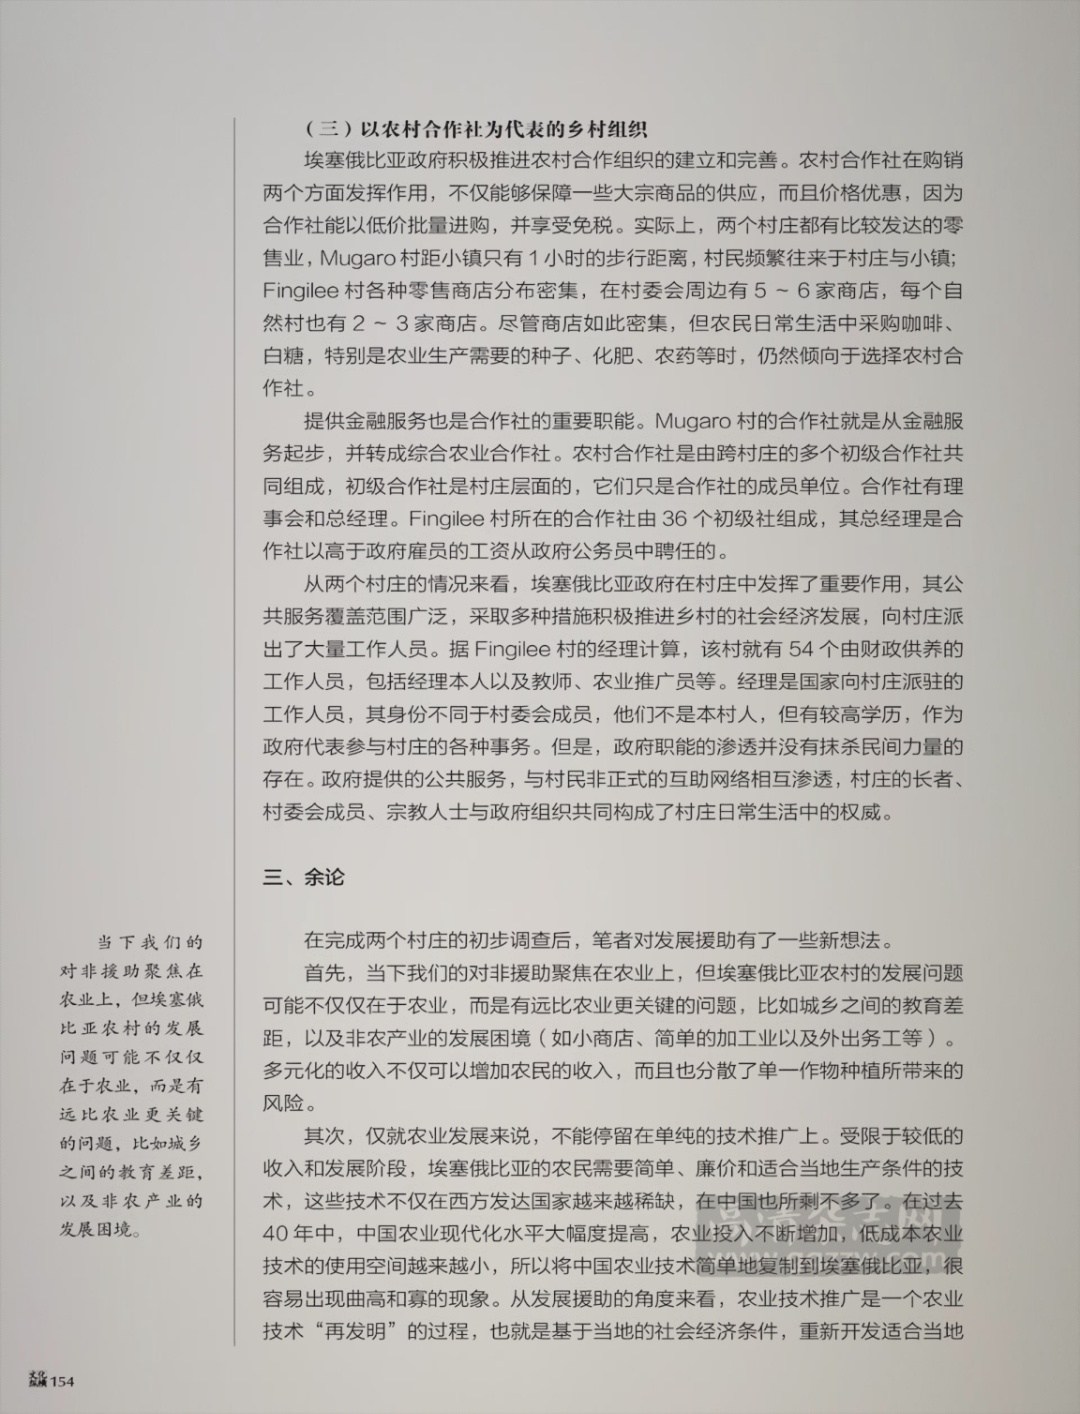 （三）以农村合作社为代表的乡村组织
埃塞俄比亚政府积极推进农村合作组织的建立和完善。农村合作社在购销
两个方面发挥作用，不仅能够保障一些大宗商品的供应，而且价格优惠，因为
合作社能以低价批量进购，并享受免税。实际上，两个村庄都有比较发达的零
售业，Mugaro 村距小镇只有 1 小时的步行距离，村民频繁往来于村庄与小镇；
Fingilee 村各种零售商店分布密集，在村委会周边有 5 ～ 6 家商店，每个自
然村也有 2 ～ 3 家商店。尽管商店如此密集，但农民日常生活中采购咖啡、
白糖，特别是农业生产需要的种子、化肥、农药等时，仍然倾向于选择农村合
作社。
提供金融服务也是合作社的重要职能。Mugaro 村的合作社就是从金融服
务起步，并转成综合农业合作社。农村合作社是由跨村庄的多个初级合作社共
同组成，初级合作社是村庄层面的，它们只是合作社的成员单位。合作社有理
事会和总经理。Fingilee 村所在的合作社由 36 个初级社组成，其总经理是合
作社以高于政府雇员的工资从政府公务员中聘任的。
从两个村庄的情况来看，埃塞俄比亚政府在村庄中发挥了重要作用，其公
共服务覆盖范围广泛，采取多种措施积极推进乡村的社会经济发展，向村庄派
出了大量工作人员。据 Fingilee 村的经理计算，该村就有 54 个由财政供养的
工作人员，包括经理本人以及教师、农业推广员等。经理是国家向村庄派驻的
工作人员，其身份不同于村委会成员，他们不是本村人，但有较高学历，作为
政府代表参与村庄的各种事务。但是，政府职能的渗透并没有抹杀民间力量的
存在。政府提供的公共服务，与村民非正式的互助网络相互渗透，村庄的长者、
村委会成员、宗教人士与政府组织共同构成了村庄日常生活中的权威。
三、余论
在完成两个村庄的初步调查后，笔者对发展援助有了一些新想法。
首先，当下我们的对非援助聚焦在农业上，但埃塞俄比亚农村的发展问题
可能不仅仅在于农业，而是有远比农业更关键的问题，比如城乡之间的教育差
距，以及非农产业的发展困境（如小商店、简单的加工业以及外出务工等）。
多元化的收入不仅可以增加农民的收入，而且也分散了单一作物种植所带来的
风险。
其次，仅就农业发展来说，不能停留在单纯的技术推广上。受限于较低的
收入和发展阶段，埃塞俄比亚的农民需要简单、廉价和适合当地生产条件的技
术，这些技术不仅在西方发达国家越来越稀缺，在中国也所剩不多了。在过去
40 年中，中国农业现代化水平大幅度提高，农业投入不断增加，低成本农业
技术的使用空间越来越小，所以将中国农业技术简单地复制到埃塞俄比亚，很
容易出现曲高和寡的现象。从发展援助的角度来看，农业技术推广是一个农业
技术“再发明”的过程，也就是基于当地的社会经济条件，重新开发适合当地
当下我们的
对非援助聚焦在
农业上，但埃塞俄
比亚农村的发展
问题可能不仅仅
在于农业，而是有
远比农业更关键
的问题，比如城乡
之间的教育差距，
以及非农产业的
发展困境。
文化
纵横 154